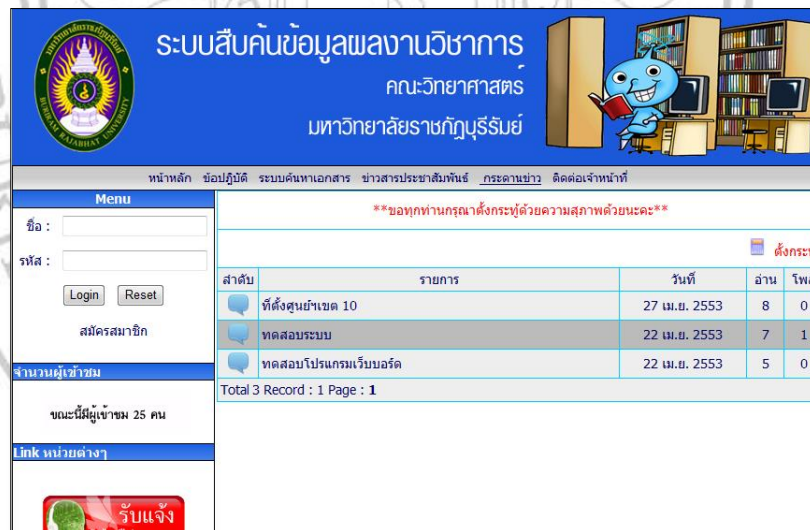 ระบบสืบค้นข้อมูลผลงานวิชาการ
คณะวิทยาศาสตร์
มหาวิทยาลัยราชภัฏบุรีรัมย์
BURIRAM RAJABHAT UNIVERSITY
หน้าหลัก ข้อปฏิบัติ ระบบค้นหาเอกสาร ข่าวสารประชาสัมพันธ์ กระดานข่าว ติดต่อเจ้าหน้าที่
Menu
ชื่อ :
รหัส :
Login Reset
สมัครสมาชิก
จำนวนผู้เข้าชม
ขณะนี้มีผู้เข้าชม 25 คน
Link หน่วยต่างๆ
รับแจ้ง
**ขอทุกท่านกรุณาตั้งกระทู้ด้วยความสุภาพด้วยนะคะ**
ตั้งกระ
ลำดับ รายการ วันที่ อ่าน
ที่ตั้งศูนย์ฯเขต 10 27 เม.ย. 2553 8 0
ทดสอบระบบ 22 เม.ย. 2553 7 1
ทดสอบโปรแกรมเว็บบอร์ด 22 เม.ย. 2553 5 0
Total 3 Record : 1 Page : 1